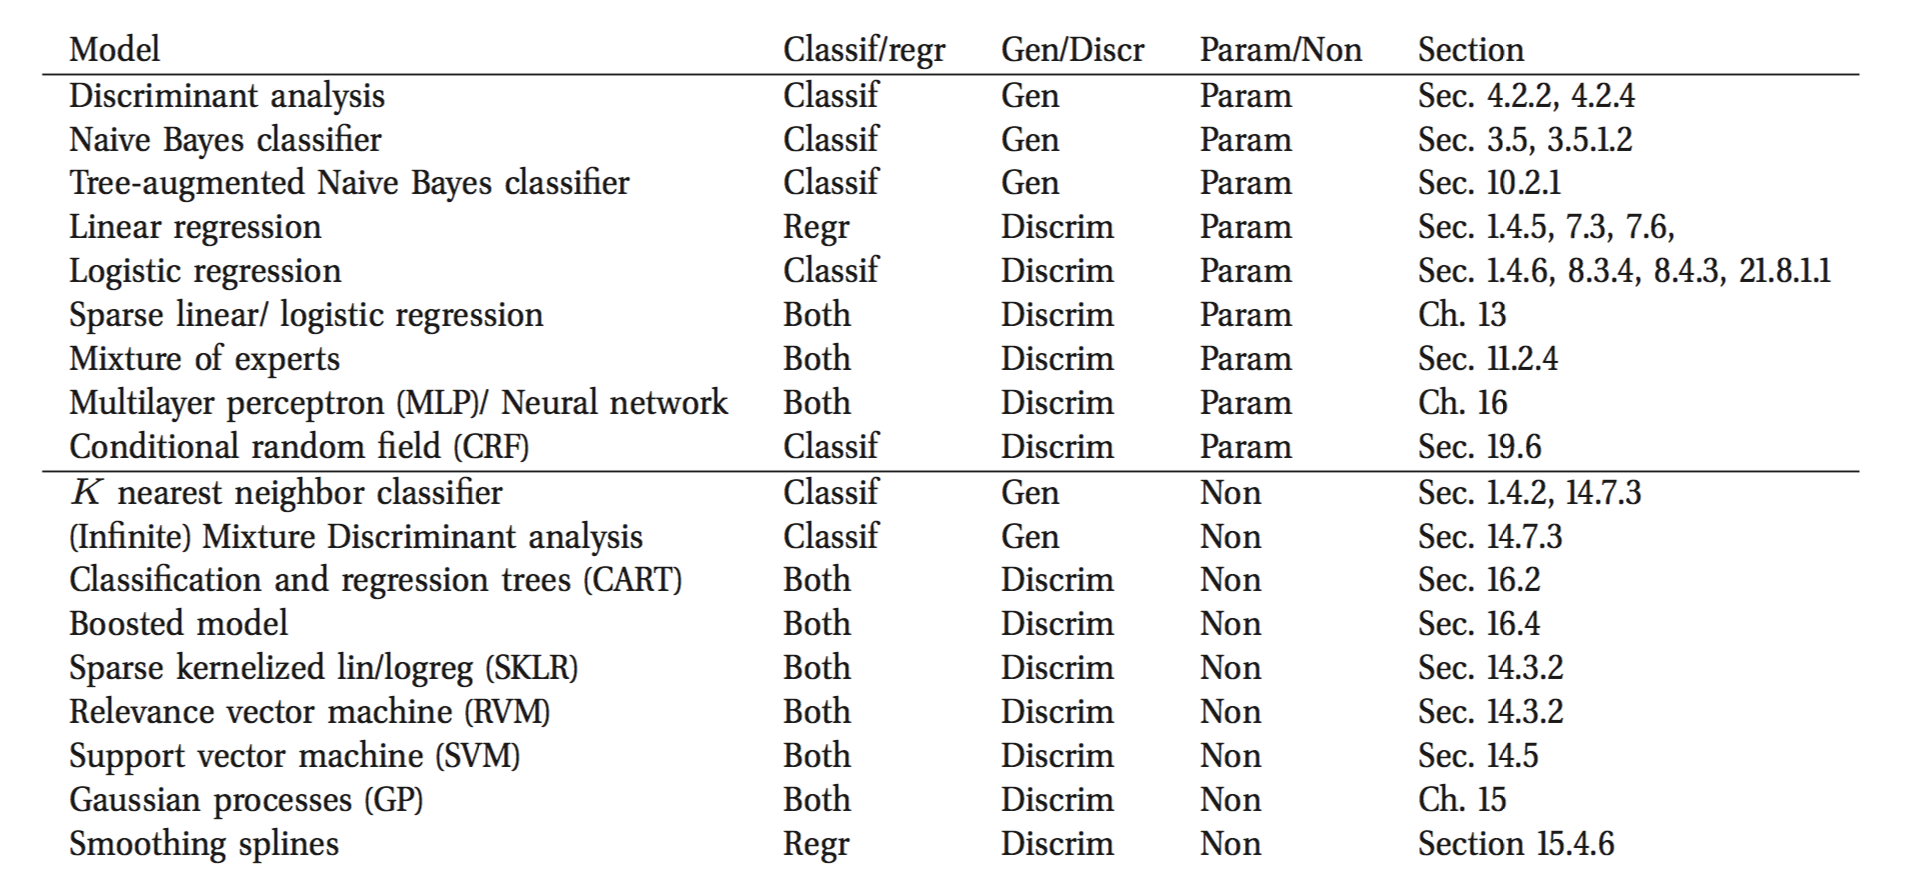 Model Classif/regr Gen/Discr Param/Non Section
Discriminant analysis Classif Gen Param Sec. 4.2.2, 4.2.4
Naive Bayes classifier Classif Gen Param Sec. 3.5, 3.5.1.2
Tree-augmented Naive Bayes classifier Classif Gen Param Sec. 10.2.1
Linear regression Regr Discrim Param Sec. 1.4.5, 7.3, 7.6,
Logistic regression Classif Discrim Param Sec. 1.4.6, 8.3.4, 8.4.3, 21.8.1.1
Sparse linear/ logistic regression Both Discrim Param Ch. 13
Mixture of experts Both Discrim Param Sec. 11.2.4
Multilayer perceptron (MLP)/ Neural network Both Discrim Param Ch. 16
Conditional random field (CRF) Classif Discrim Param Sec. 19.6
K nearest neighbor classifier Classif Gen Non Sec. 1.4.2, 14.7.3
(Infinite) Mixture Discriminant analysis Classif Gen Non Sec. 14.7.3
Classification and regression trees (CART) Both Discrim Non Sec. 16.2
Boosted model Both Discrim Non Sec. 16.4
Sparse kernelized lin/logreg (SKLR) Both Discrim Non Sec. 14.3.2
Relevance vector machine (RVM) Both Discrim Non Sec. 14.3.2
Support vector machine (SVM) Both Discrim Non Sec. 14.5
Gaussian processes (GP) Both Discrim Non Ch. 15
Smoothing splines Regr Discrim Non Section 15.4.6